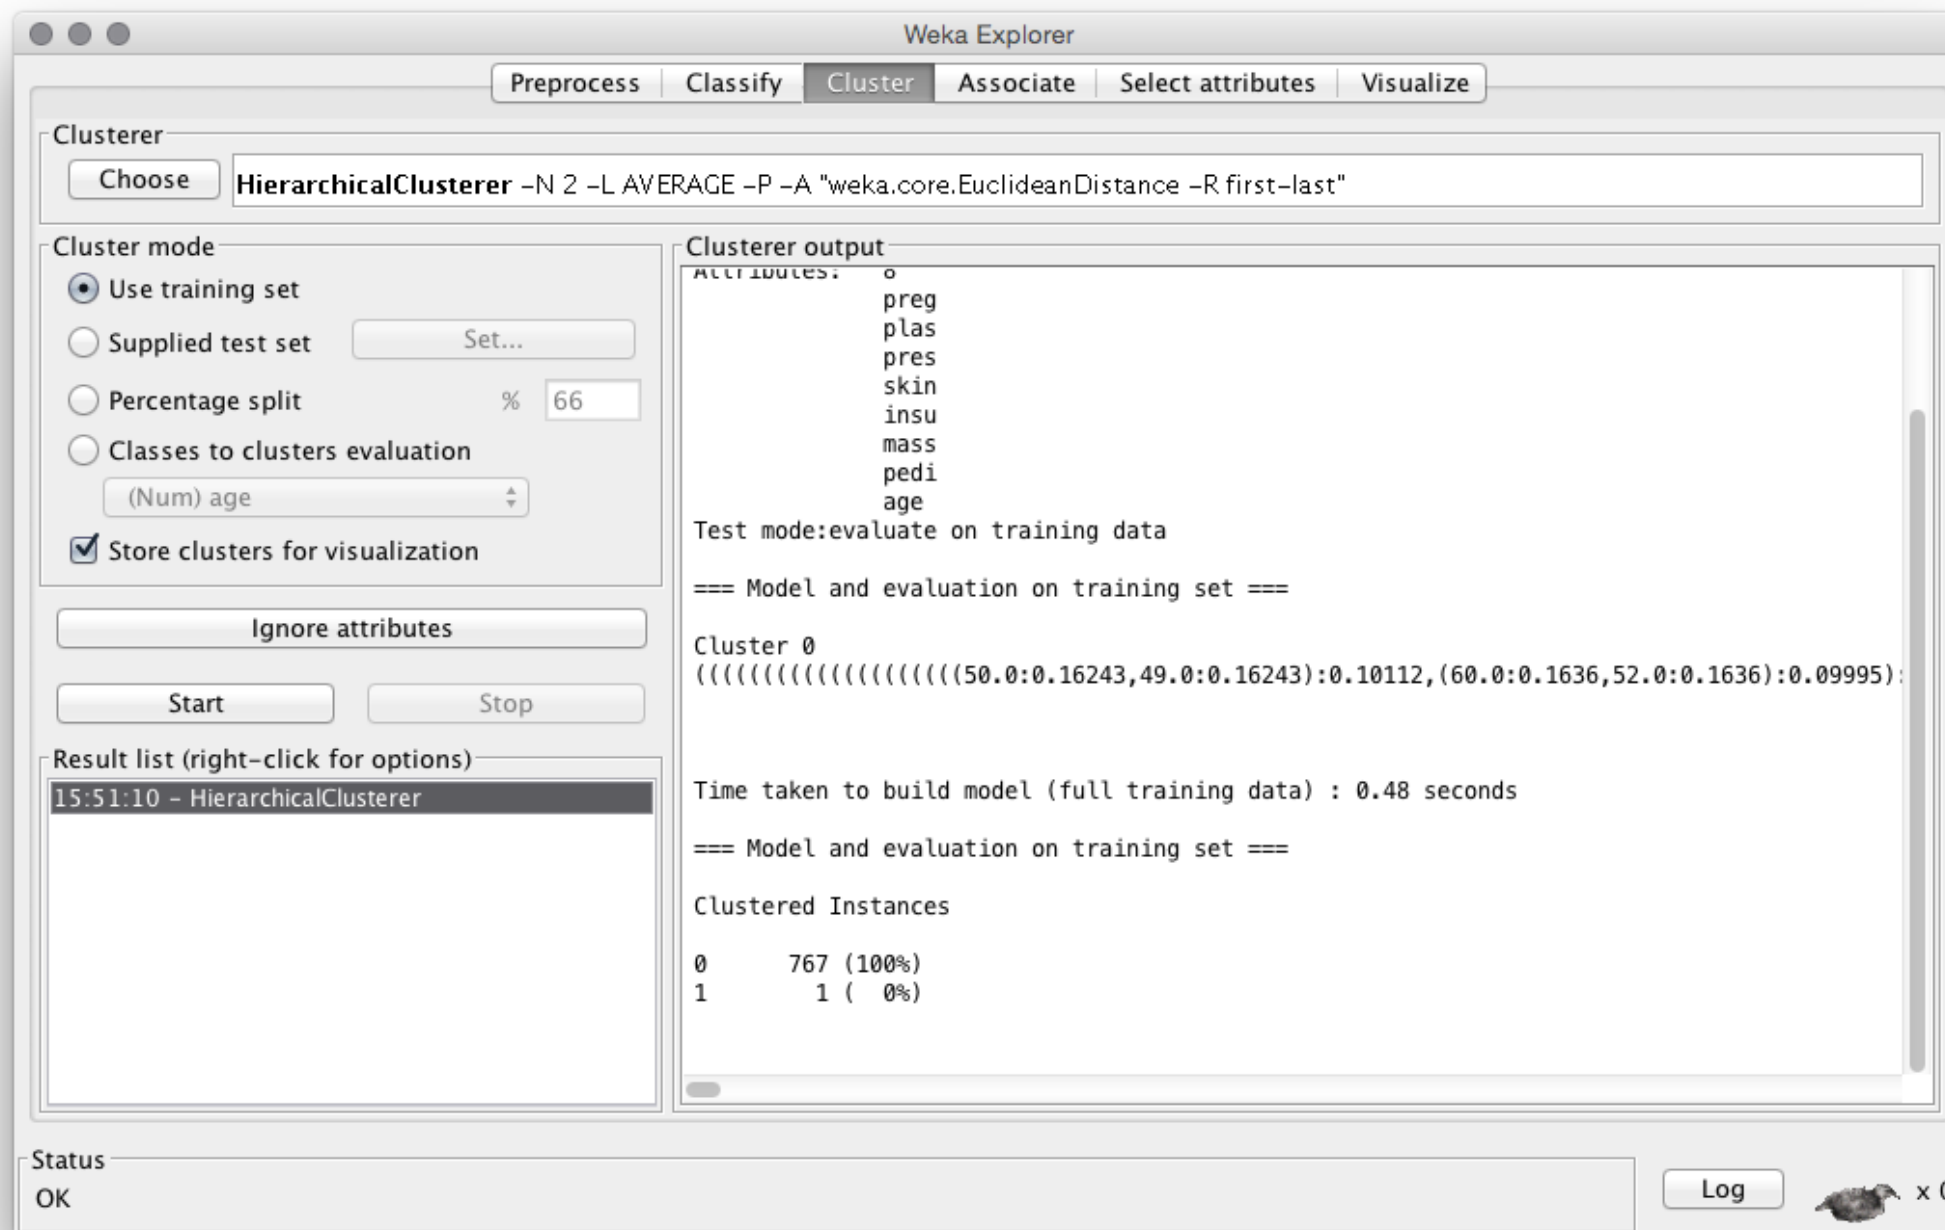 Weka Explorer
Preprocess Classify Cluster Associate Select attributes Visualize
Clusterer
Choose HierarchicalClusterer -N 2 -L AVERAGE -P -A "weka.core.EuclideanDistance -R first-last"
Cluster mode
Use training set
Supplied test set Set...
Percentage split % 66
Classes to clusters evaluation
(Num) age
Store clusters for visualization
Ignore attributes
Start Stop
Result list (right-click for options)
15:51:10 - HierarchicalClusterer
Clusterer output
Attributes: 8
preg
plas
pres
skin
insu
mass
pedi
age
Test mode:evaluate on training data
=== Model and evaluation on training set ===
Cluster 0
((((((((((((((((((((50.0:0.16243,49.0:0.16243):0.10112,(60.0:0.1636,52.0:0.1636):0.09995):
Time taken to build model (full training data) : 0.48 seconds
=== Model and evaluation on training set ===
Clustered Instances
0 767 (100%)
1 1 ( 0%)
Status
OK
Log
x